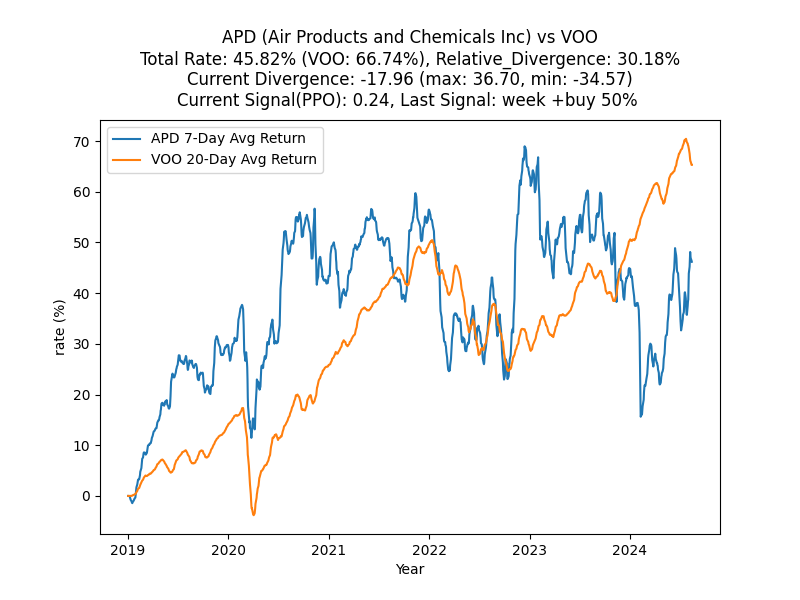 APD (Air Products and Chemicals Inc) vs VOO
Total Rate: 45.82% (VOO: 66.74%), Relative_Divergence: 30.18%
Current Divergence: -17.96 (max: 36.70, min: -34.57)
Current Signal(PPO): 0.24, Last Signal: week +buy 50%
APD 7-Day Avg Return
VOO 20-Day Avg Return
70
60
50
40
30
20
10
0
rate (%)
2019 2020 2021 2022 2023 2024
Year